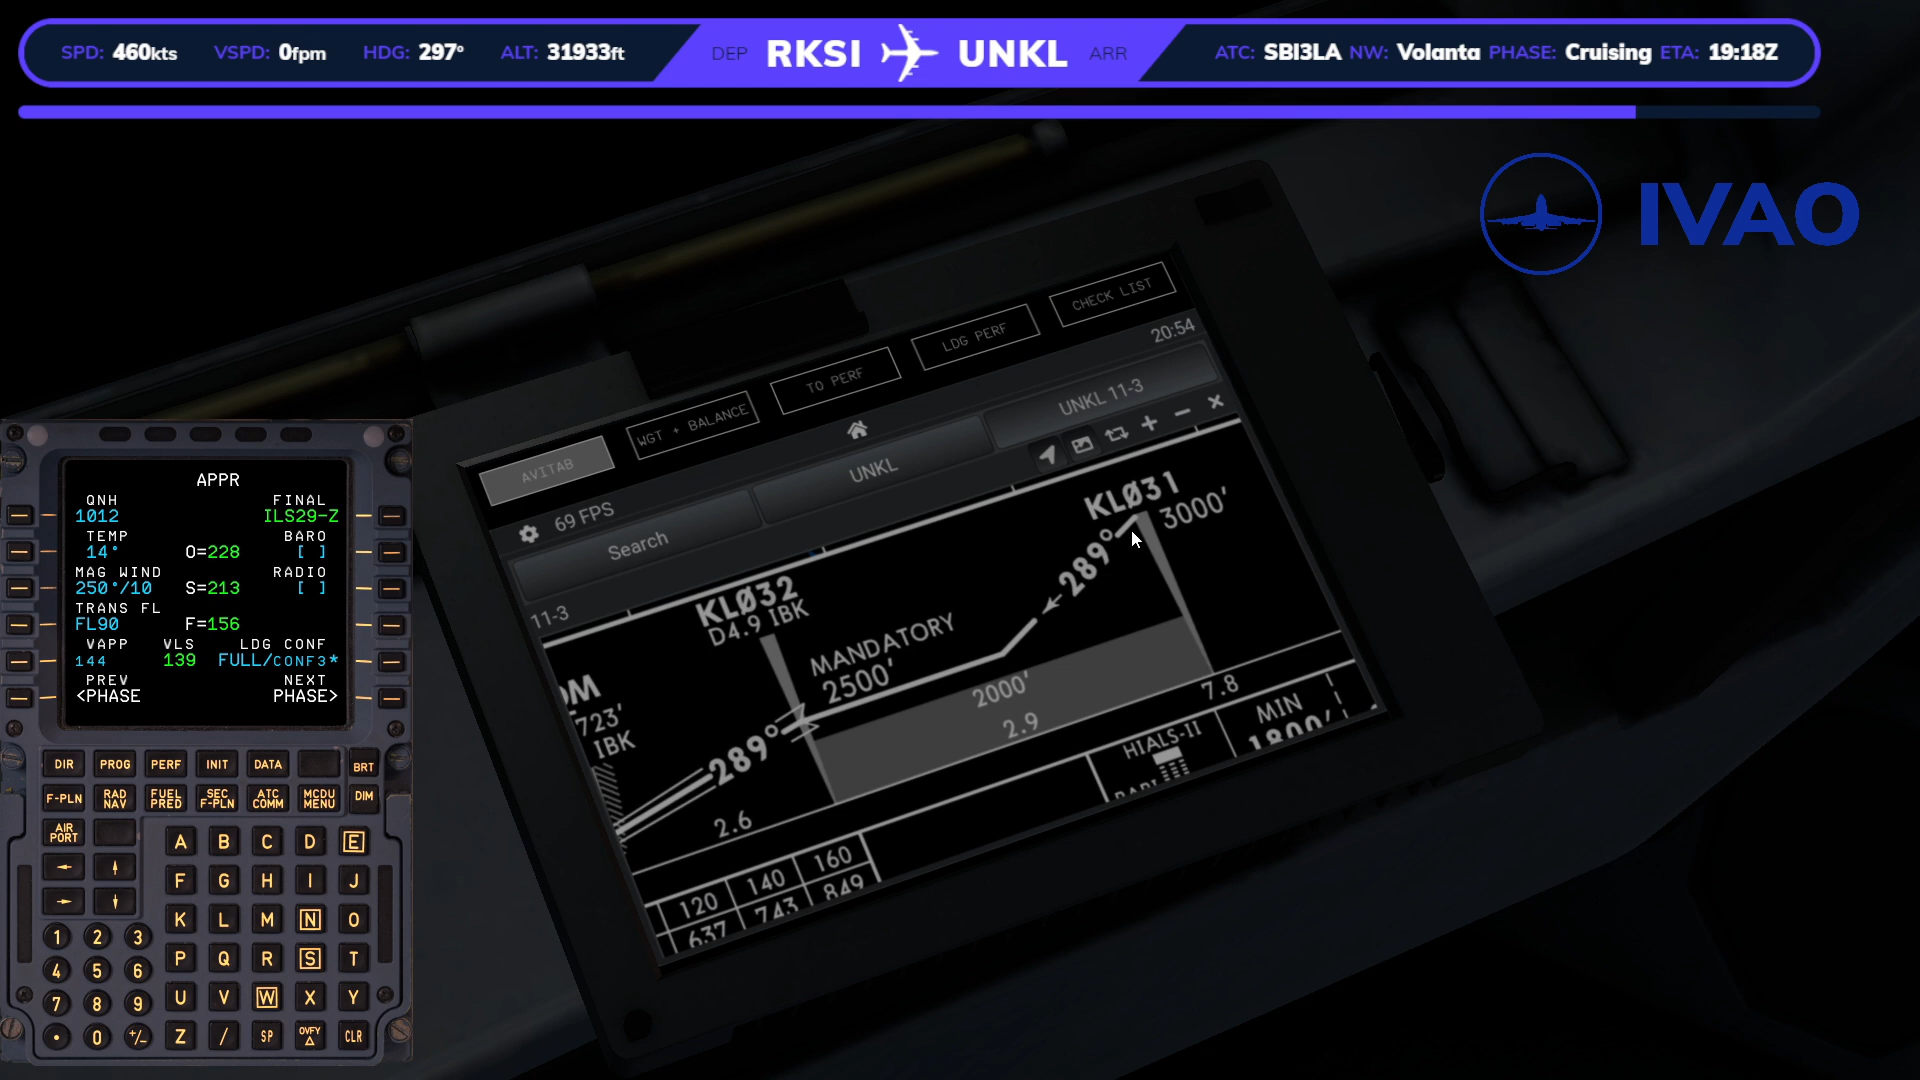 SPD: 460kts VSPD: 0fpm HDG: 297° ALT: 31933ft DEP RKSI UNKL ARR ATC: SBI3LA NW: Volanta PHASE: Cruising ETA: 19:18Z
IVAO
AVITAB WGT + BALANCE TO PERF LDG PERF CHECK LIST
69 FPS 20:54
Search UNKL UNKL 11-3
11-3
KLØ31
3000'
289°
KLØ32
D4.9 IBK
MANDATORY
2500'
723'
IBK
289°
2000'
2.6 2.9 7.8
HIALS-II
MIN
1800'
120 140 160
637 743 849
APPR
QNH FINAL
1012 ILS29-Z
TEMP BARO
14° O=228 [ ]
MAG WIND RADIO
250°/10 S=213 [ ]
TRANS FL
FL90 F=156
VAPP VLS LDG CONF
144 139 FULL/CONF3*
PREV NEXT
<PHASE PHASE>
DIR PROG PERF INIT DATA BRT
F-PLN RAD NAV FUEL PRED SEC F-PLN ATC COMM MCDU MENU DIM
AIR PORT
A B C D E
← ↑ F G H I J
→ ↓ K L M N O
1 2 3 P Q R S T
4 5 6 U V W X Y
7 8 9 Z / SP OVFY Δ CLR
. 0 +/-